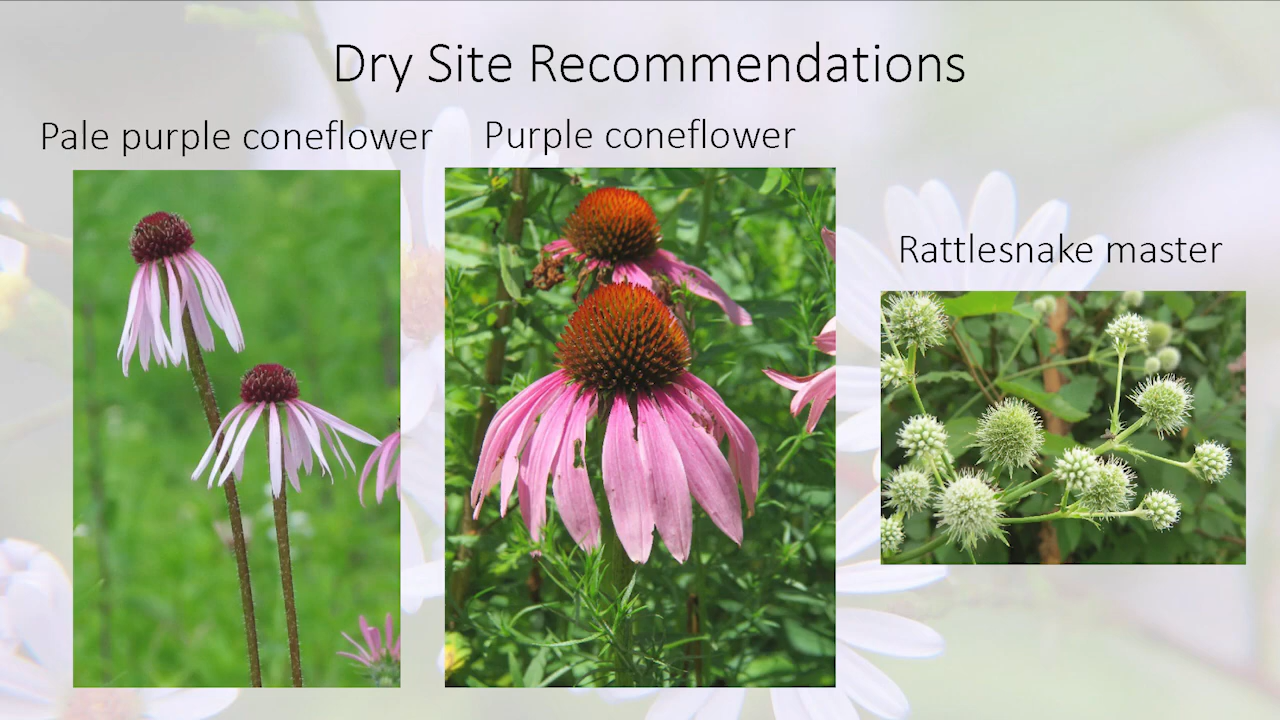 Dry Site Recommendations
Pale purple coneflower
Purple coneflower
Rattlesnake master